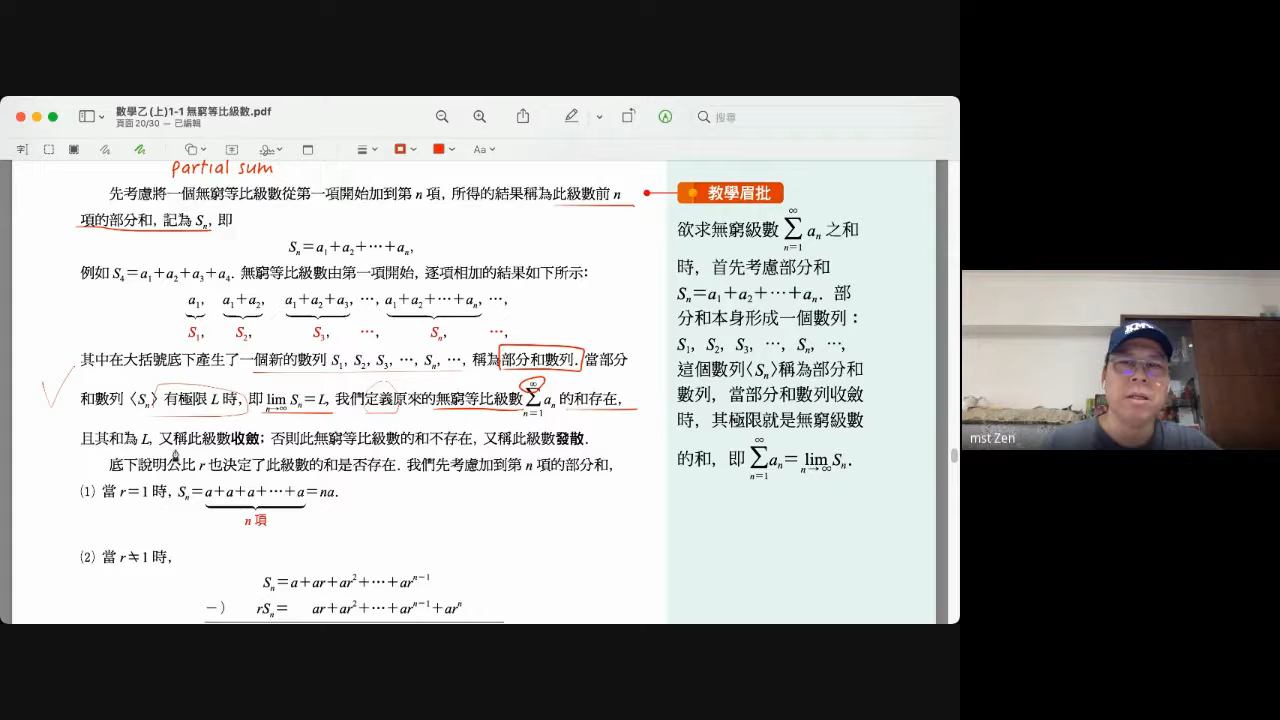 數學乙(上)1-1 無窮等比級數.pdf
頁面 20/30 — 已編輯
搜尋
Aa
partial sum
先考慮將一個無窮等比級數從第一項開始加到第 n 項, 所得的結果稱為此級數前 n
項的部分和, 記為 Sₙ, 即
Sₙ=a₁+a₂+⋯+aₙ,
例如 S₄=a₁+a₂+a₃+a₄. 無窮等比級數由第一項開始, 逐項相加的結果如下所示：
a₁, a₁+a₂, a₁+a₂+a₃, ⋯, a₁+a₂+⋯+aₙ, ⋯,
S₁, S₂, S₃, ⋯, Sₙ, ⋯,
其中在大括號底下產生了一個新的數列 S₁, S₂, S₃, ⋯, Sₙ, ⋯, 稱為部分和數列. 當部分
和數列〈Sₙ〉有極限 L 時, 即 lim n→∞ Sₙ=L, 我們定義原來的無窮等比級數 ∞ Σ n=1 aₙ 的和存在,
且其和為 L, 又稱此級數收斂; 否則此無窮等比級數的和不存在, 又稱此級數發散.
底下說明公比 r 也決定了此級數的和是否存在. 我們先考慮加到第 n 項的部分和,
(1) 當 r=1 時, Sₙ=a+a+a+⋯+a=na.
n 項
(2) 當 r≒1 時,
Sₙ=a+ar+ar²+⋯+arⁿ⁻¹
−) rSₙ= ar+ar²+⋯+arⁿ⁻¹+arⁿ
教學眉批
欲求無窮級數 ∞ Σ n=1 aₙ 之和
時, 首先考慮部分和
Sₙ=a₁+a₂+⋯+aₙ. 部
分和本身形成一個數列：
S₁, S₂, S₃, ⋯, Sₙ, ⋯,
這個數列〈Sₙ〉稱為部分和
數列, 當部分和數列收斂
時, 其極限就是無窮級數
的和, 即 ∞ Σ n=1 aₙ= lim n→∞ Sₙ.
mst Zen